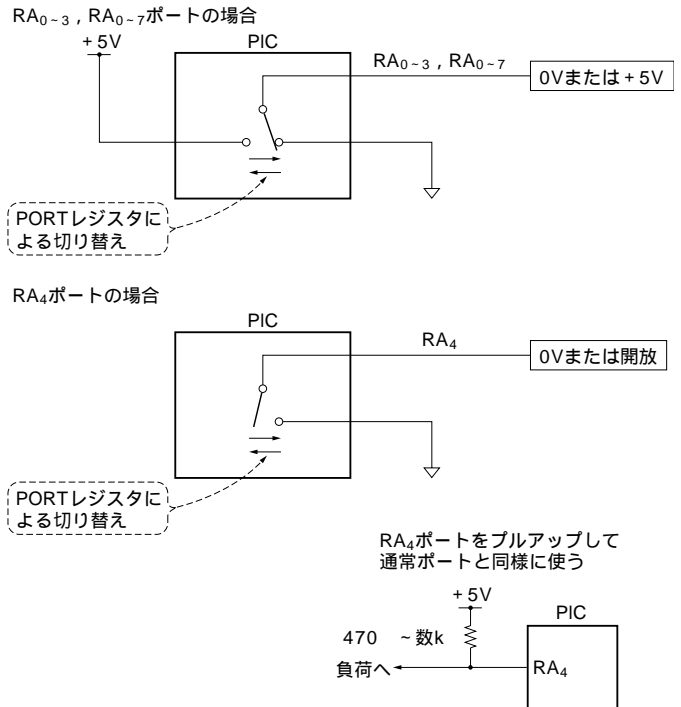 RA0~3 , RA0~7ポートの場合
+5V
PIC
RA0~3 , RA0~7
0Vまたは+5V
PORTレジスタに
よる切り替え
RA4ポートの場合
PIC
RA4
0Vまたは開放
PORTレジスタに
よる切り替え
RA4ポートをプルアップして
通常ポートと同様に使う
+5V
PIC
470 ~数k
負荷へ
RA4